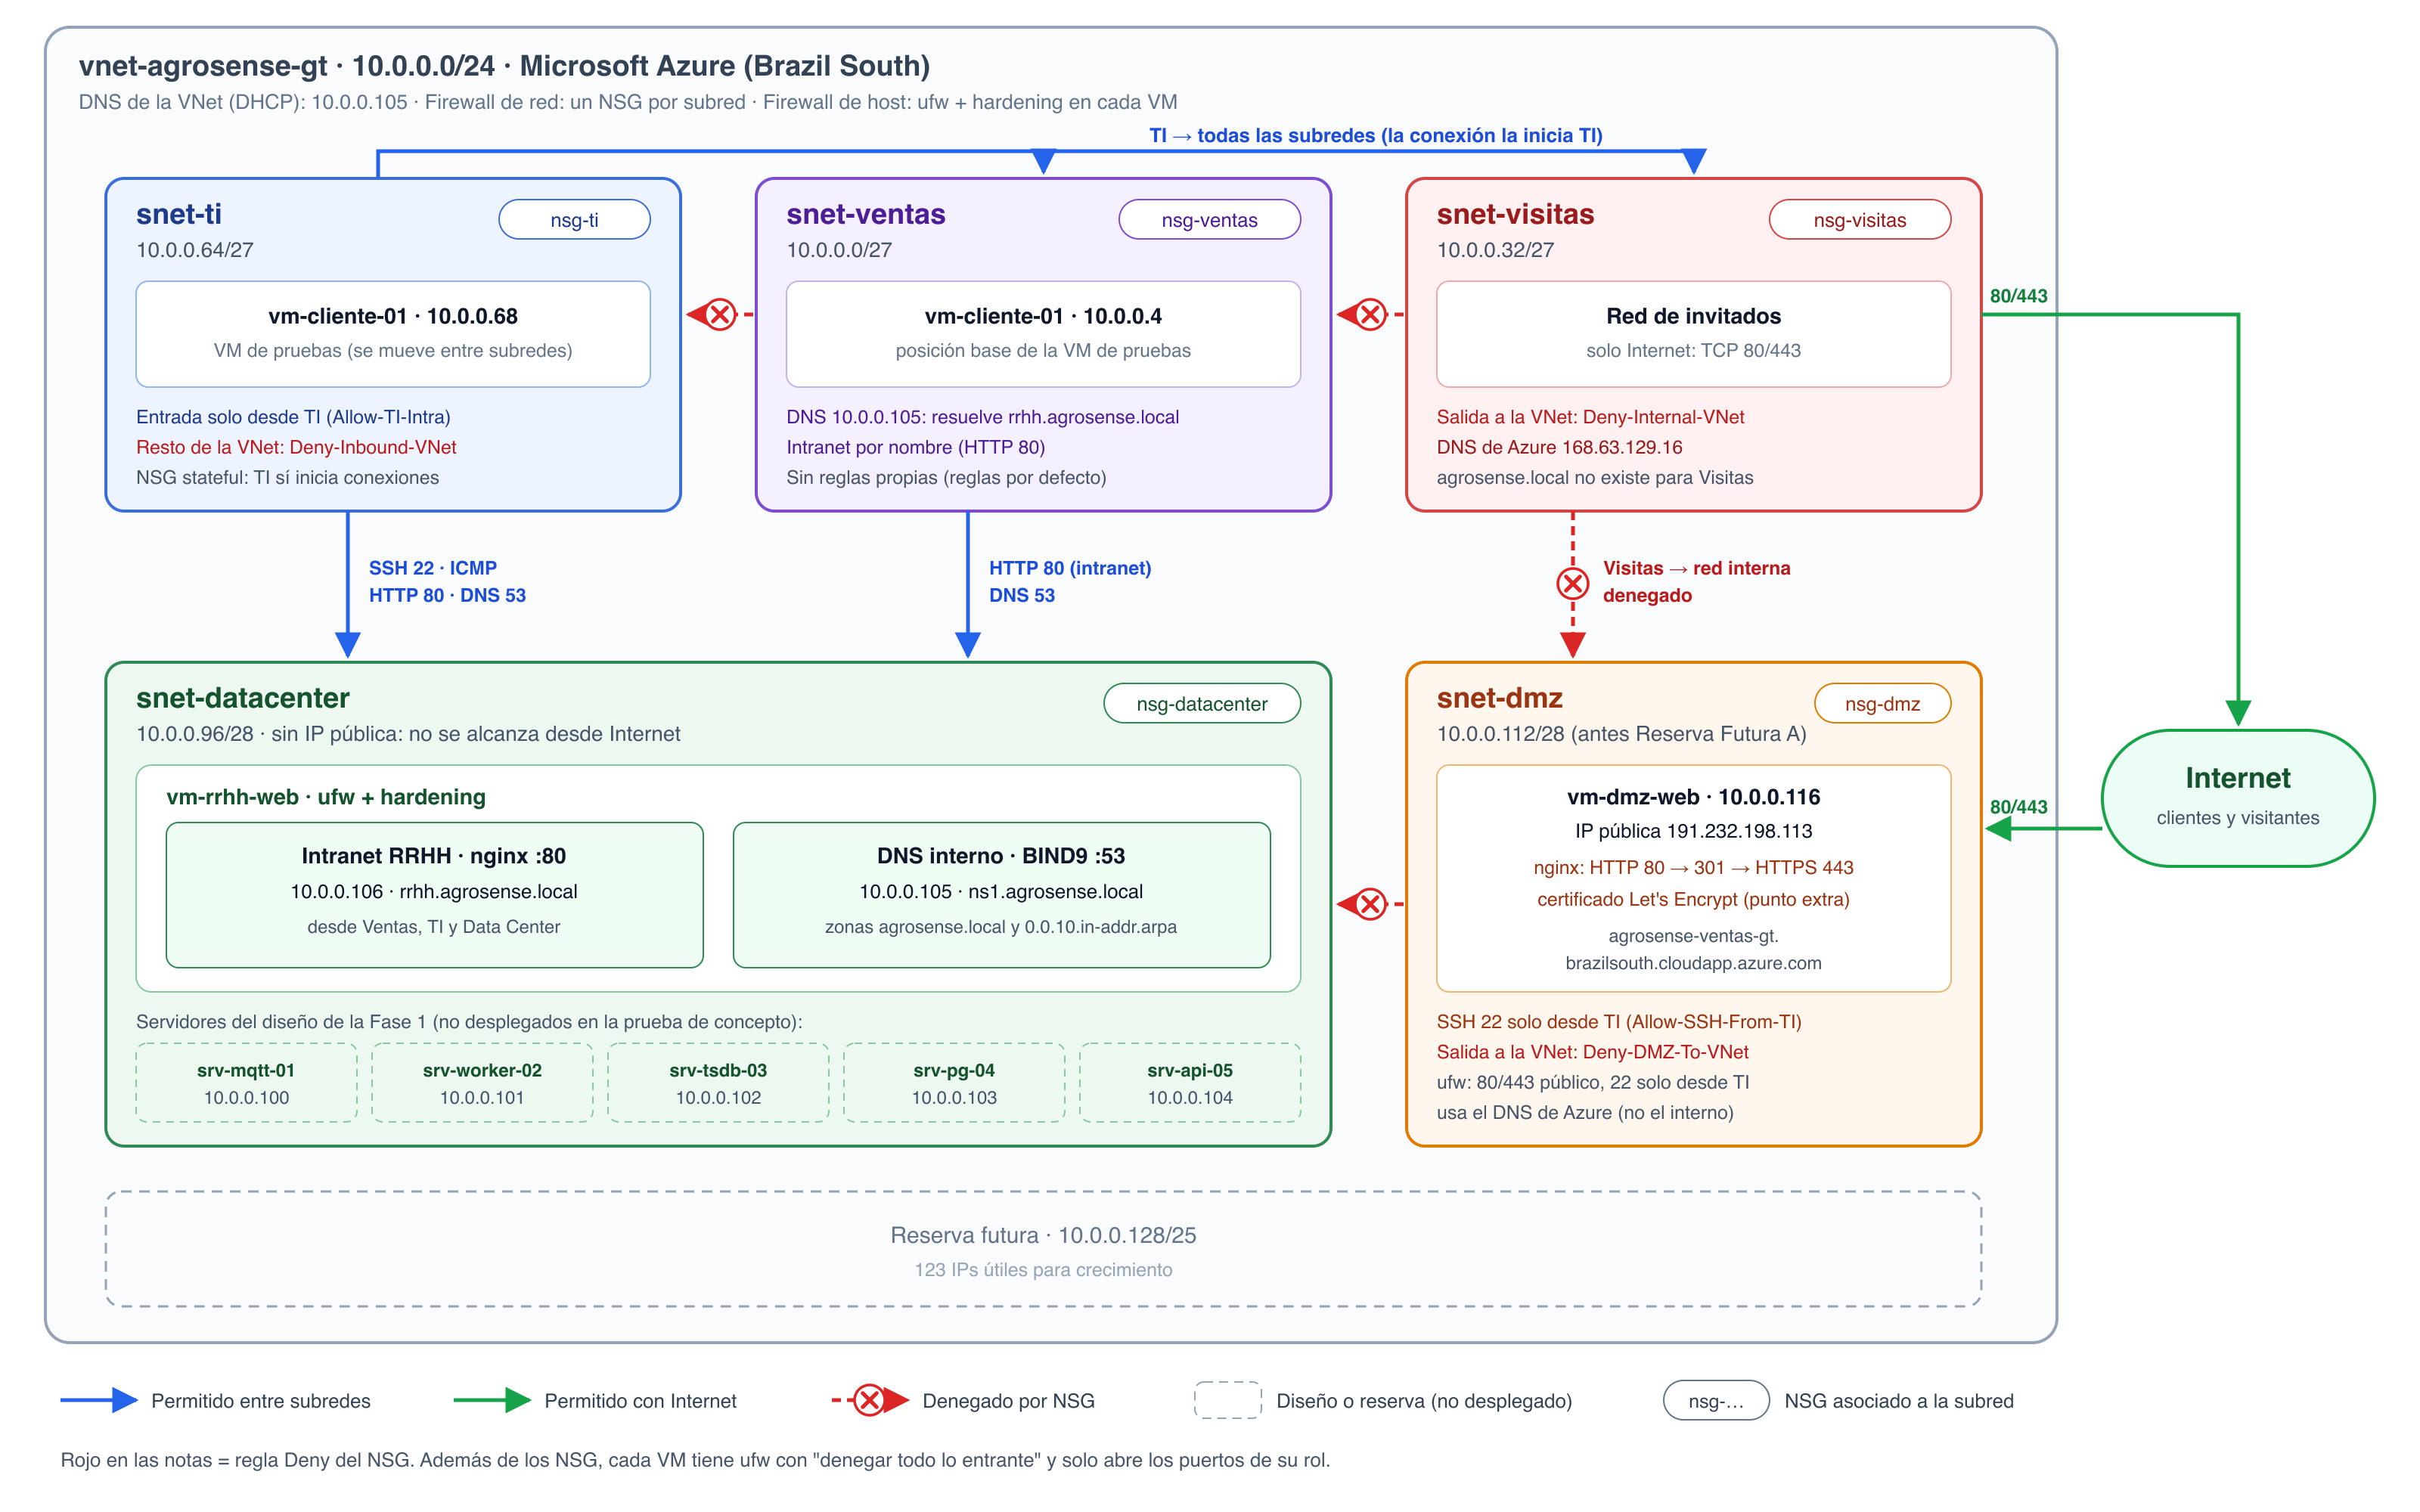 vnet-agrosense-gt · 10.0.0.0/24 · Microsoft Azure (Brazil South)
DNS de la VNet (DHCP): 10.0.0.105 · Firewall de red: un NSG por subred · Firewall de host: ufw + hardening en cada VM
TI → todas las subredes (la conexión la inicia TI)
snet-ti
nsg-ti
10.0.0.64/27
vm-cliente-01 · 10.0.0.68
VM de pruebas (se mueve entre subredes)
Entrada solo desde TI (Allow-TI-Intra)
Resto de la VNet: Deny-Inbound-VNet
NSG stateful: TI sí inicia conexiones
snet-ventas
nsg-ventas
10.0.0.0/27
vm-cliente-01 · 10.0.0.4
posición base de la VM de pruebas
DNS 10.0.0.105: resuelve rrhh.agrosense.local
Intranet por nombre (HTTP 80)
Sin reglas propias (reglas por defecto)
snet-visitas
nsg-visitas
10.0.0.32/27
Red de invitados
solo Internet: TCP 80/443
Salida a la VNet: Deny-Internal-VNet
DNS de Azure 168.63.129.16
agrosense.local no existe para Visitas
80/443
SSH 22 · ICMP
HTTP 80 · DNS 53
HTTP 80 (intranet)
DNS 53
Visitas → red interna
denegado
snet-datacenter
nsg-datacenter
10.0.0.96/28 · sin IP pública: no se alcanza desde Internet
vm-rrhh-web · ufw + hardening
Intranet RRHH · nginx :80
10.0.0.106 · rrhh.agrosense.local
desde Ventas, TI y Data Center
DNS interno · BIND9 :53
10.0.0.105 · ns1.agrosense.local
zonas agrosense.local y 0.0.10.in-addr.arpa
Servidores del diseño de la Fase 1 (no desplegados en la prueba de concepto):
srv-mqtt-01
10.0.0.100
srv-worker-02
10.0.0.101
srv-tsdb-03
10.0.0.102
srv-pg-04
10.0.0.103
srv-api-05
10.0.0.104
snet-dmz
nsg-dmz
10.0.0.112/28 (antes Reserva Futura A)
vm-dmz-web · 10.0.0.116
IP pública 191.232.198.113
nginx: HTTP 80 → 301 → HTTPS 443
certificado Let's Encrypt (punto extra)
agrosense-ventas-gt.
brazilsouth.cloudapp.azure.com
SSH 22 solo desde TI (Allow-SSH-From-TI)
Salida a la VNet: Deny-DMZ-To-VNet
ufw: 80/443 público, 22 solo desde TI
usa el DNS de Azure (no el interno)
80/443
Internet
clientes y visitantes
Reserva futura · 10.0.0.128/25
123 IPs útiles para crecimiento
Permitido entre subredes
Permitido con Internet
Denegado por NSG
Diseño o reserva (no desplegado)
nsg-…
NSG asociado a la subred
Rojo en las notas = regla Deny del NSG. Además de los NSG, cada VM tiene ufw con "denegar todo lo entrante" y solo abre los puertos de su rol.